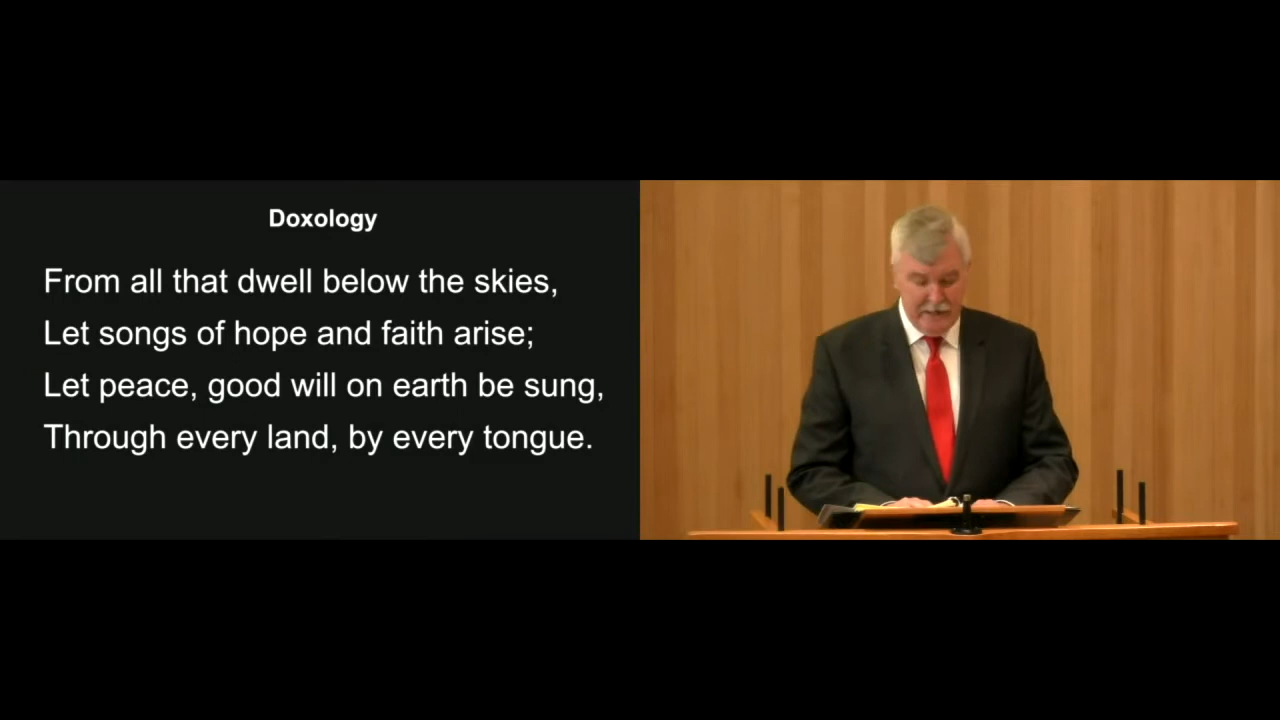 Doxology
From all that dwell below the skies,
Let songs of hope and faith arise;
Let peace, good will on earth be sung,
Through every land, by every tongue.